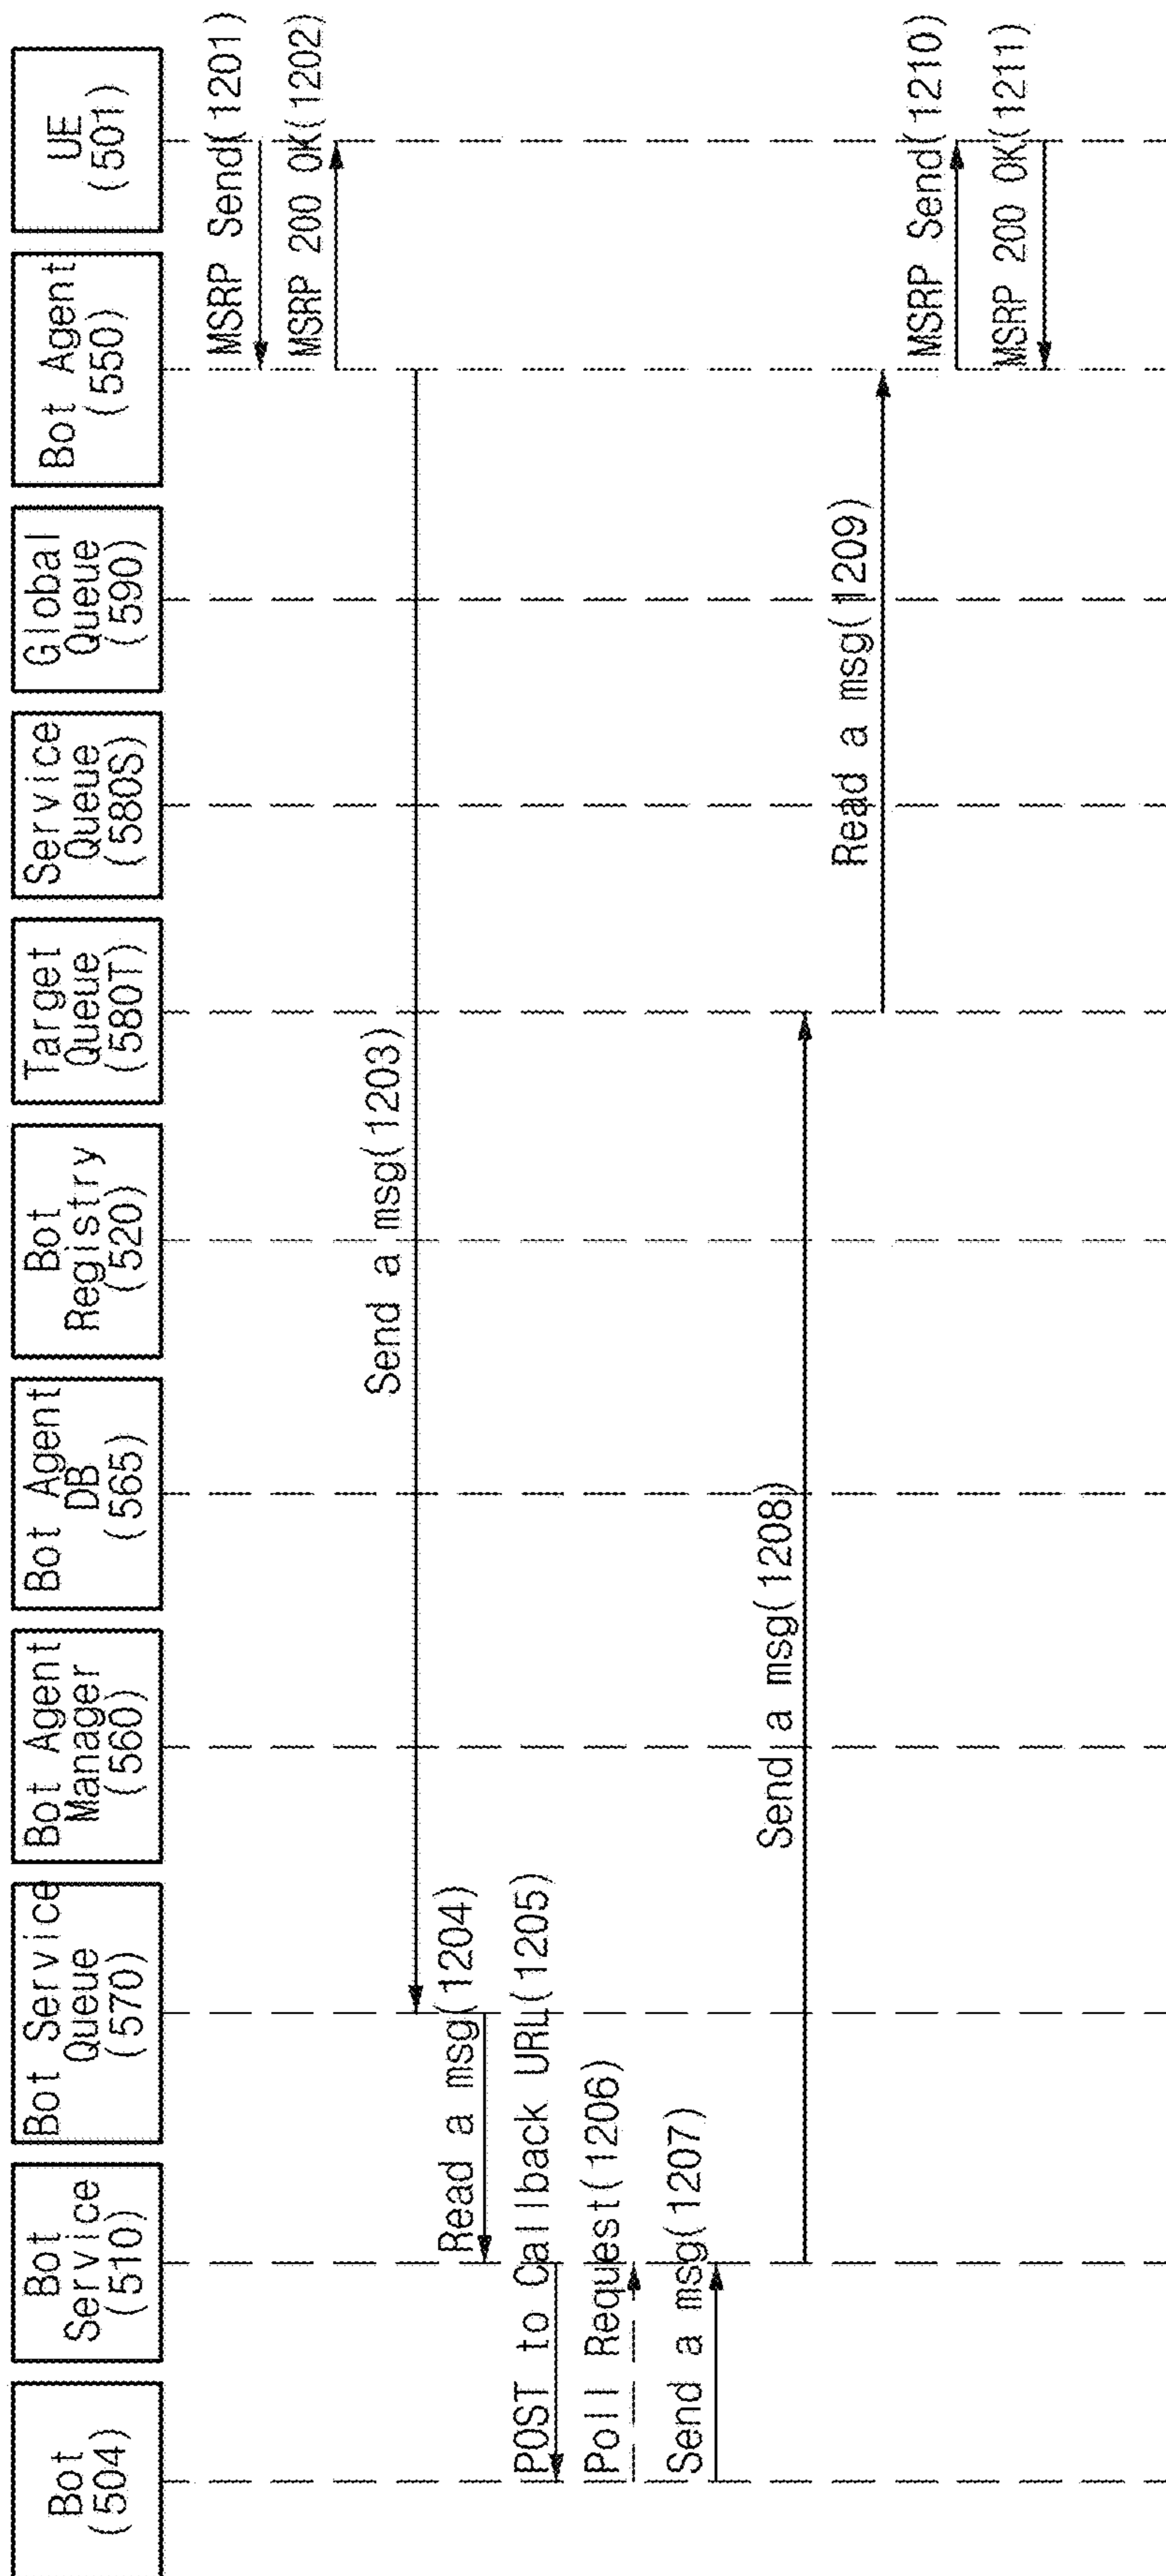 Bot
(504)
Bot
Service
(510)
Bot Service
Queue
(570)
Bot Agent
Manager
(560)
Bot Agent
DB
(565)
Bot
Registry
(520)
Target
Queue
(580T)
Service
Queue
(580S)
Global
Queue
(590)
Bot Agent
(550)
UE
(501)
MSRP Send(1201)
MSRP 200 OK(1202)
Send a msg(1203)
Read a msg(1204)
POST to Callback URL(1205)
Poll Request(1206)
Send a msg(1207)
Send a msg(1208)
Read a msg(1209)
MSRP Send(1210)
MSRP 200 OK(1211)